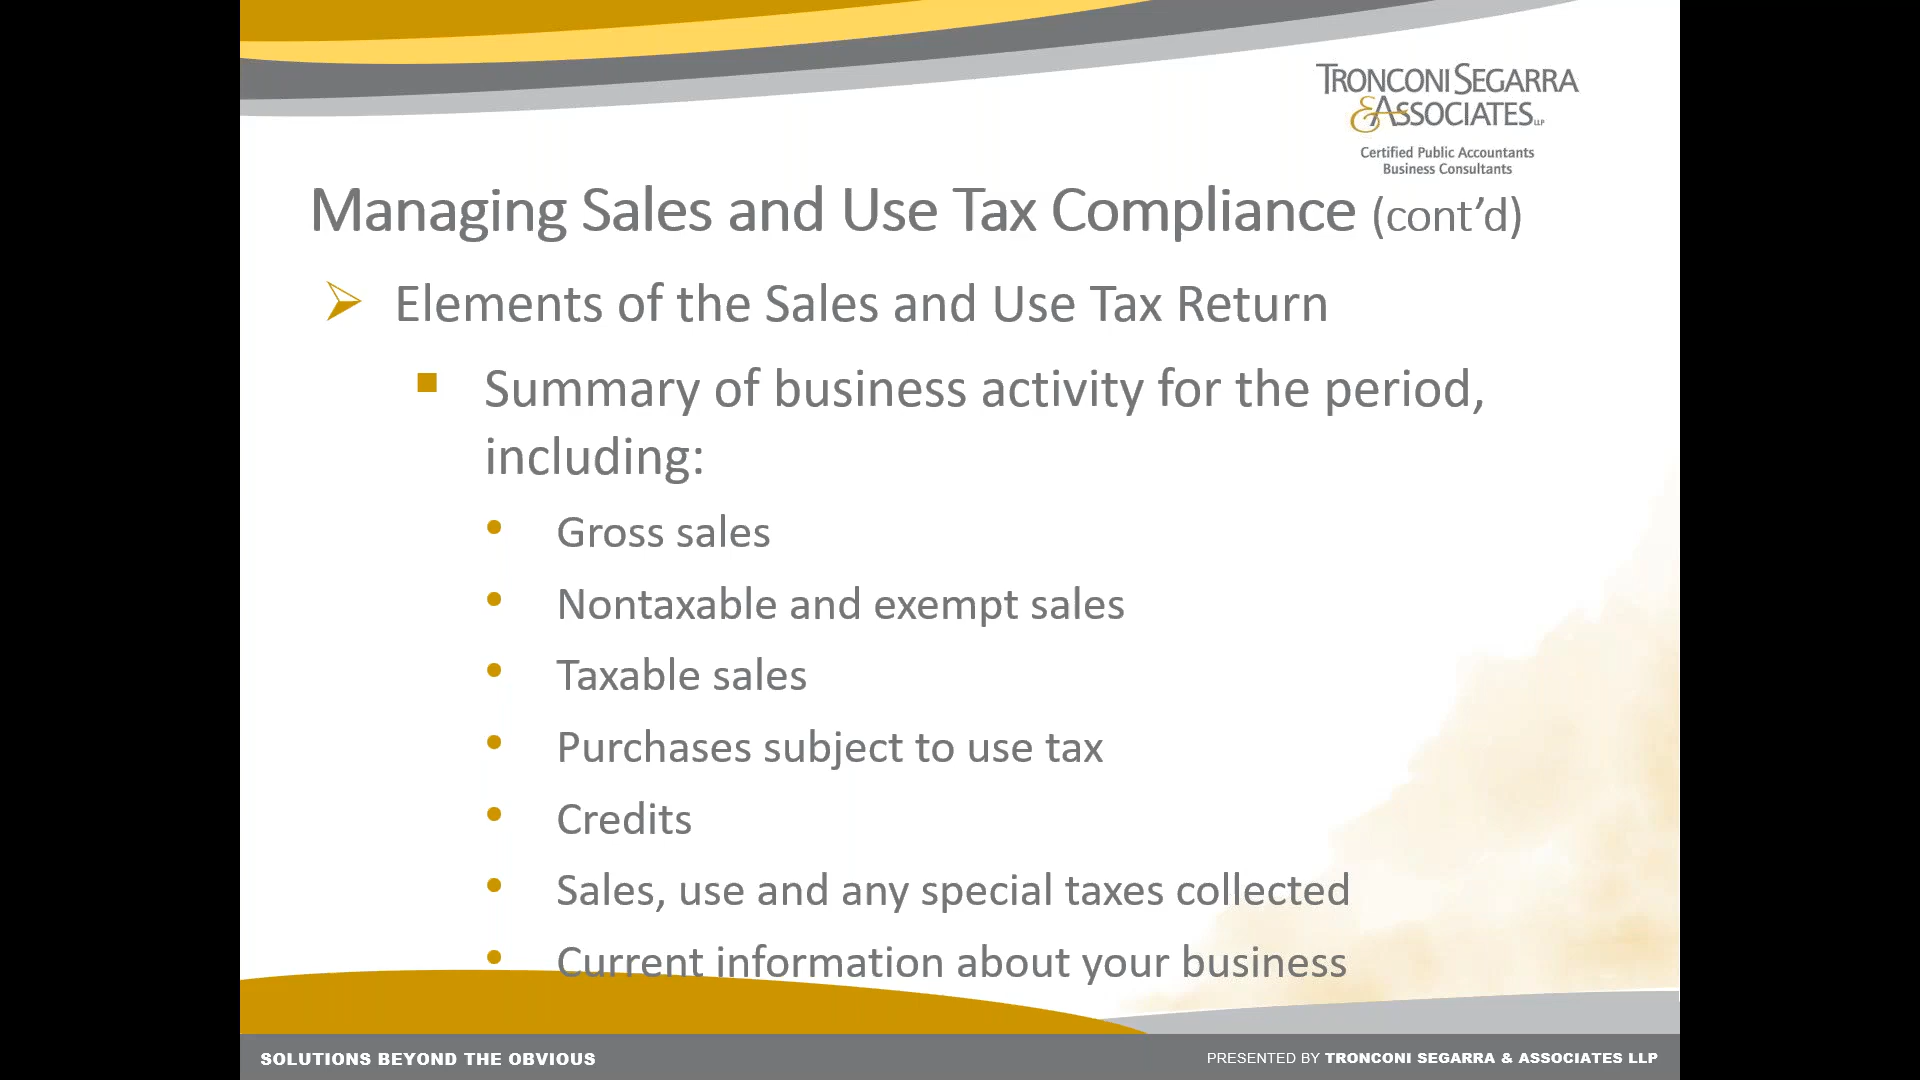 TRONCONI SEGARRA
& ASSOCIATES LLP
Certified Public Accountants
Business Consultants
Managing Sales and Use Tax Compliance (cont’d)
Elements of the Sales and Use Tax Return
Summary of business activity for the period,
including:
Gross sales
Nontaxable and exempt sales
Taxable sales
Purchases subject to use tax
Credits
Sales, use and any special taxes collected
Current information about your business
SOLUTIONS BEYOND THE OBVIOUS
PRESENTED BY TRONCONI SEGARRA & ASSOCIATES LLP